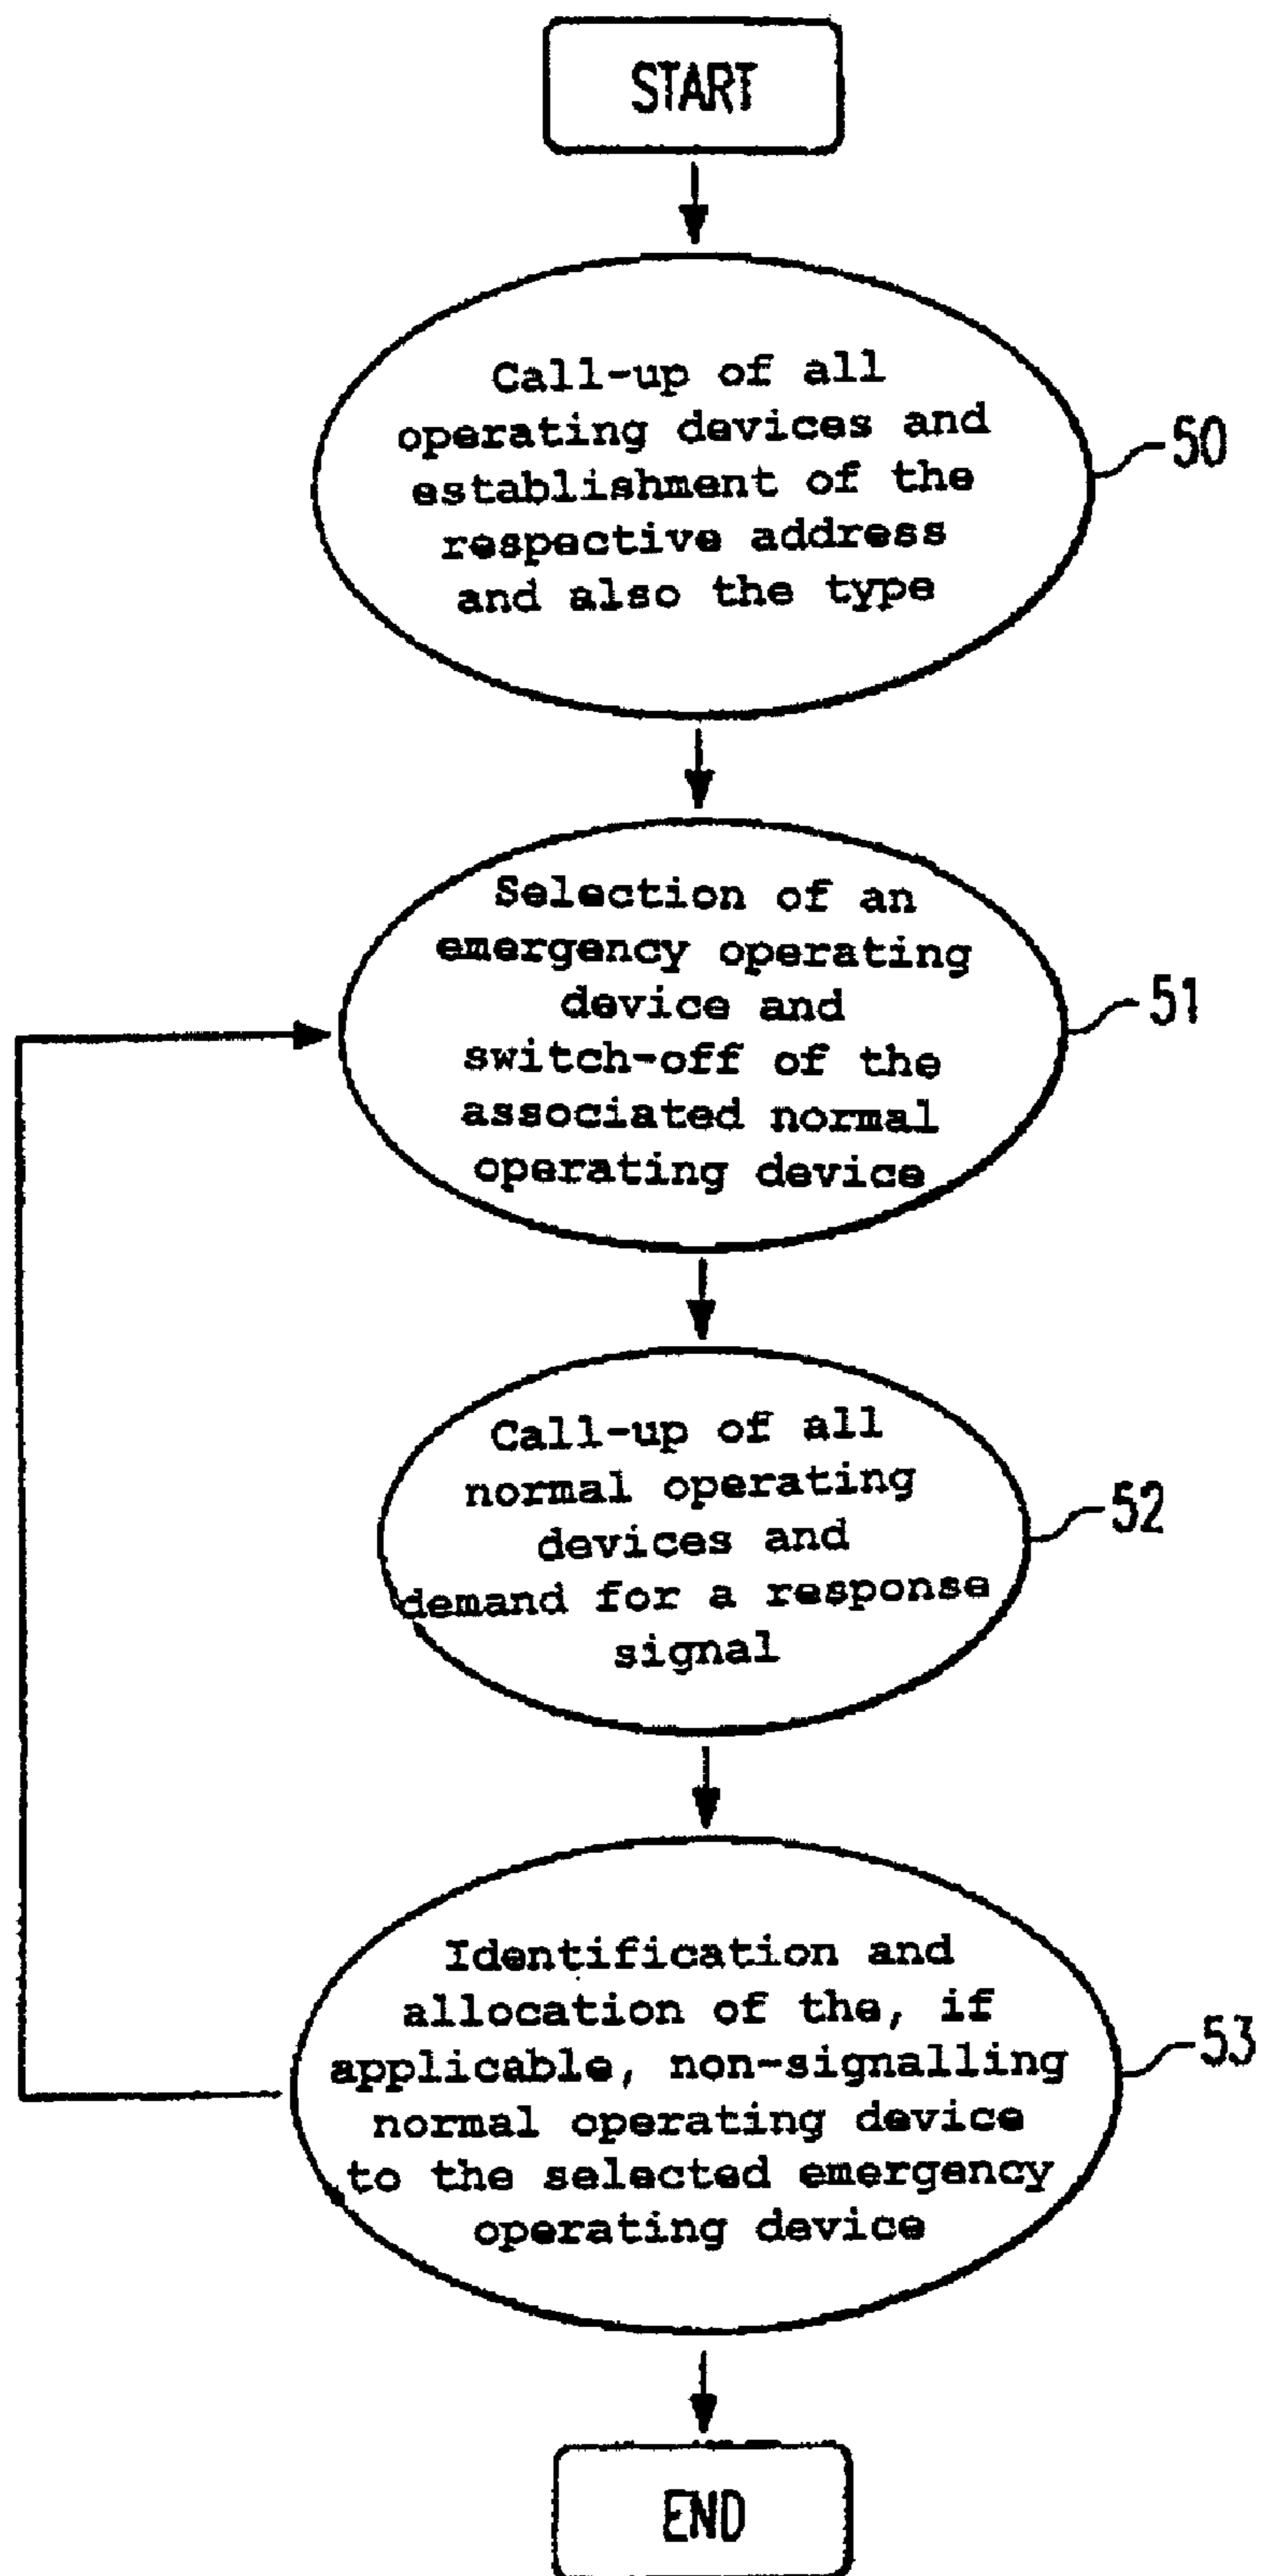 START
Call-up of all
operating devices and
establishment of the
respective address
and also the type
50
Selection of an
emergency operating
device and
switch-off of the
associated normal
operating device
51
Call-up of all
normal operating
devices and
demand for a response
signal
52
Identification and
allocation of the, if
applicable, non-signalling
normal operating device
to the selected emergency
operating device
53
END